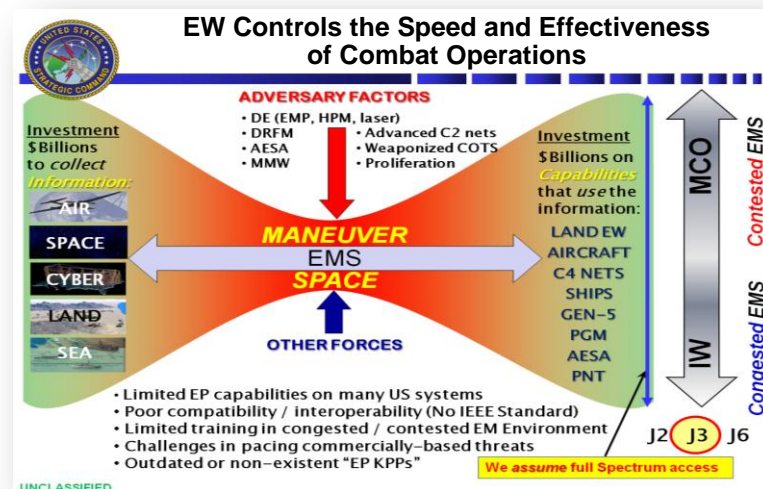 EW Controls the Speed and Effectiveness
of Combat Operations
UNITED STATES
STRATEGIC COMMAND
ADVERSARY FACTORS
• DE (EMP, HPM, laser)
• DRFM
• AESA
• MMW
• Advanced C2 nets
• Weaponized COTS
• Proliferation
Investment
$Billions
to collect
Information:
AIR
SPACE
CYBER
LAND
SEA
MANEUVER
EMS
SPACE
OTHER FORCES
Investment
$Billions on
Capabilities
that use the
information:
LAND EW
AIRCRAFT
C4 NETS
SHIPS
GEN-5
PGM
AESA
PNT
MCO
IW
Contested EMS
Congested EMS
• Limited EP capabilities on many US systems
• Poor compatibility / interoperability (No IEEE Standard)
• Limited training in congested / contested EM Environment
• Challenges in pacing commercially-based threats
• Outdated or non-existent “EP KPPs”
J2 J3 J6
We assume full Spectrum access
UNCLASSIFIED